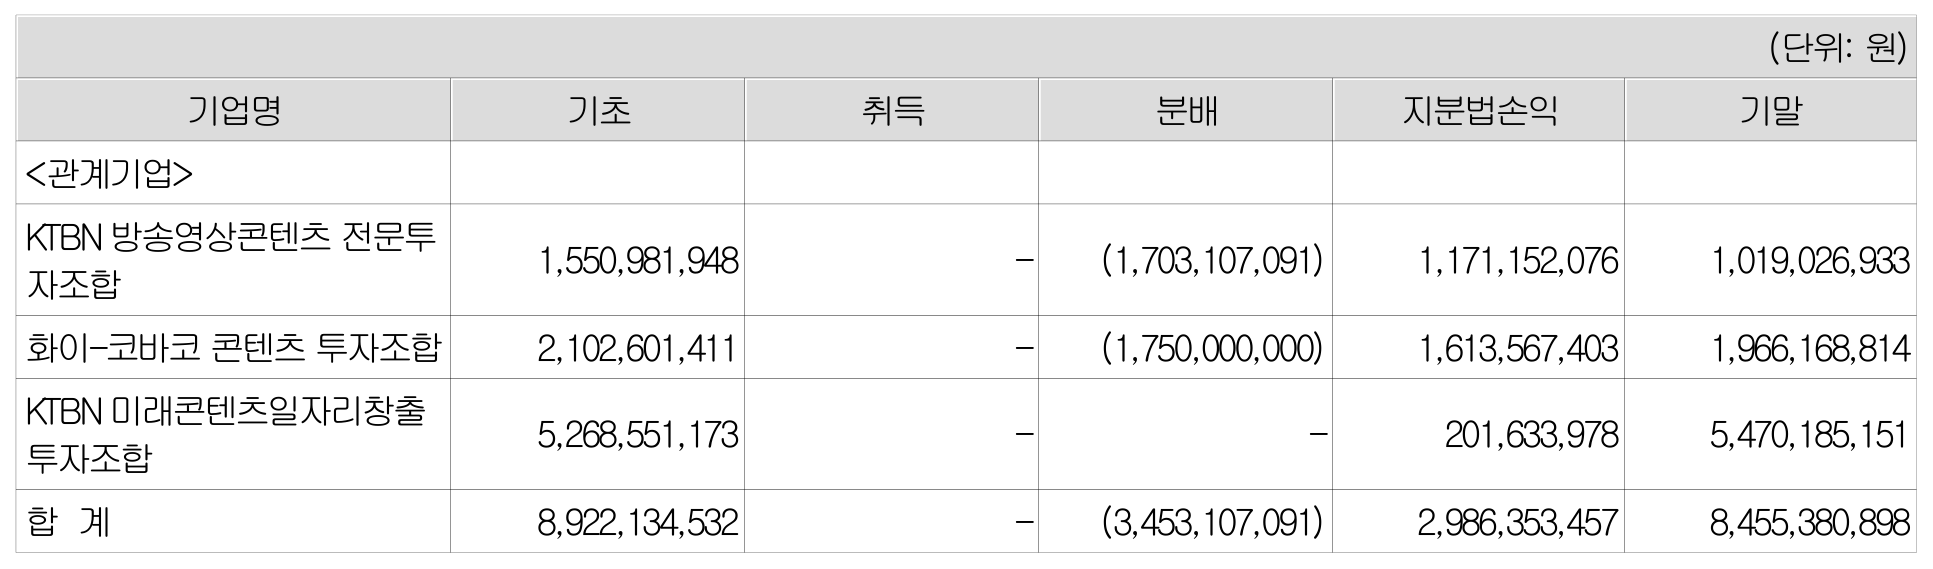 (단위: 원)
기업명 기초 취득 분배 지분법손익 기말
<관계기업>
KTBN 방송영상콘텐츠 전문투
자조합 1,550,981,948 - (1,703,107,091) 1,171,152,076 1,019,026,933
화이-코바코 콘텐츠 투자조합 2,102,601,411 - (1,750,000,000) 1,613,567,403 1,966,168,814
KTBN 미래콘텐츠일자리창출
투자조합 5,268,551,173 - - 201,633,978 5,470,185,151
합 계 8,922,134,532 - (3,453,107,091) 2,986,353,457 8,455,380,898